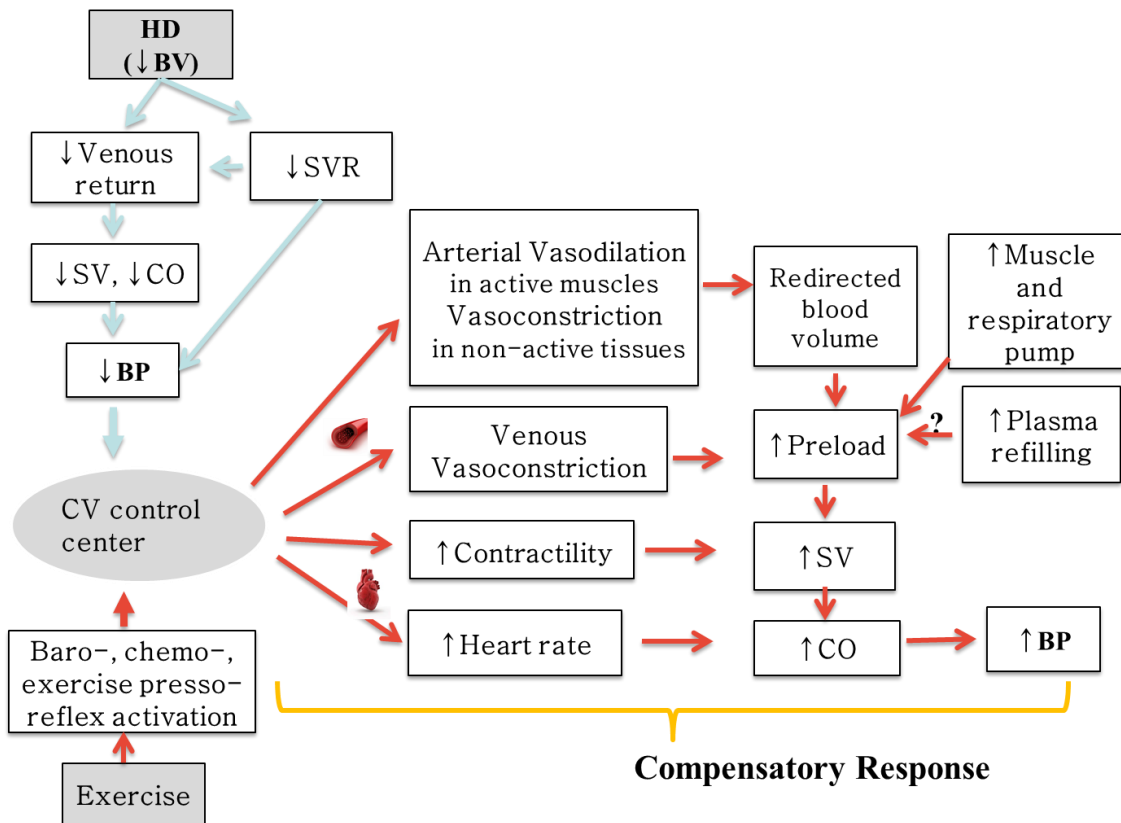 HD
(↓BV)
↓Venous
return
↓SVR
↓SV, ↓CO
↓BP
CV control
center
Baro-, chemo-,
exercise presso-
reflex activation
Exercise
Arterial Vasodilation
in active muscles
Vasoconstriction
in non-active tissues
Venous
Vasoconstriction
↑Contractility
↑Heart rate
Redirected
blood
volume
↑Muscle
and
respiratory
pump
↑Preload
?
↑Plasma
refilling
↑SV
↑CO
↑BP
Compensatory Response